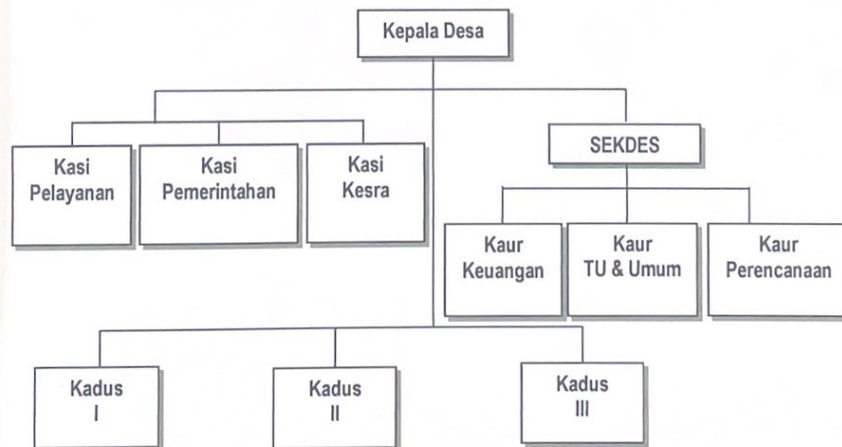 Kepala Desa
SEKDES
Kasi
Pelayanan
Kasi
Pemerintahan
Kasi
Kesra
Kaur
Keuangan
Kaur
TU & Umum
Kaur
Perencanaan
Kadus
I
Kadus
II
Kadus
III